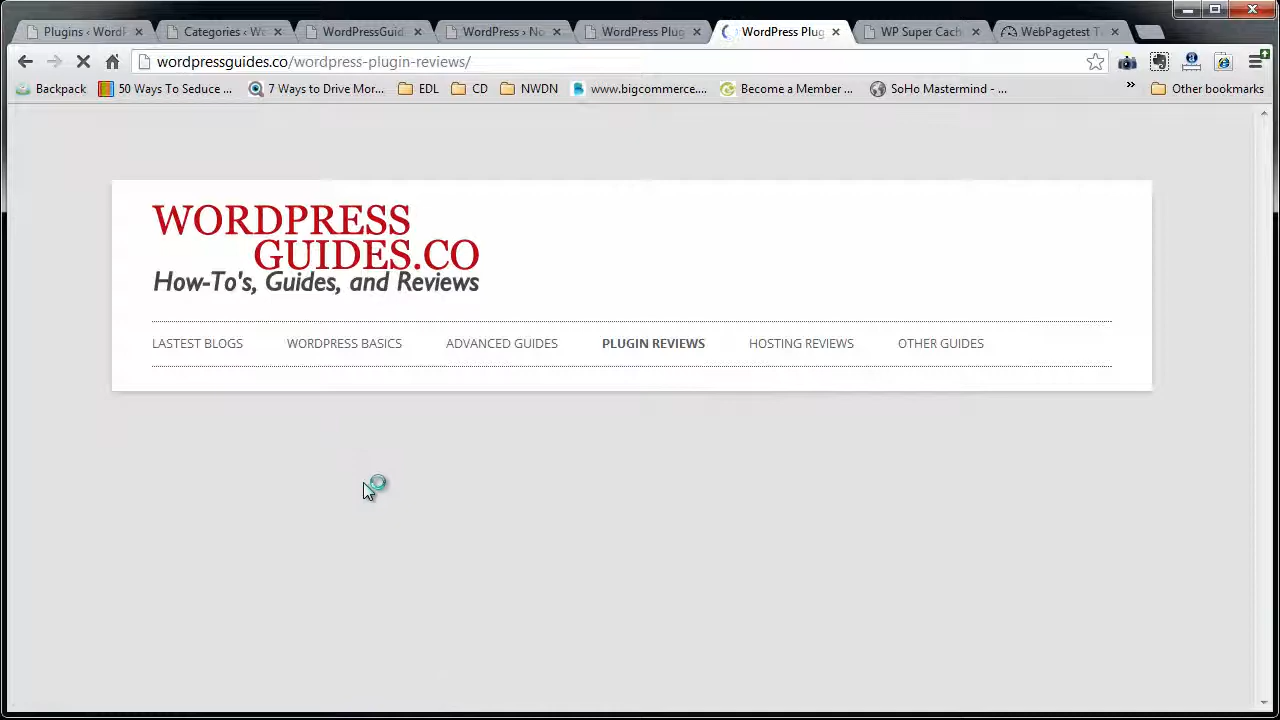 Plugins ‹ WordP
Categories ‹ Wo
WordPressGuid
WordPress › No
WordPress Plug
WordPress Plug
WP Super Cach
WebPagetest T
wordpressguides.co/wordpress-plugin-reviews/
Backpack
50 Ways To Seduce ...
7 Ways to Drive Mor...
EDL
CD
NWDN
www.bigcommerce....
Become a Member ...
SoHo Mastermind - ...
»
Other bookmarks
WORDPRESS
GUIDES.CO
How-To's, Guides, and Reviews
LASTEST BLOGS
WORDPRESS BASICS
ADVANCED GUIDES
PLUGIN REVIEWS
HOSTING REVIEWS
OTHER GUIDES